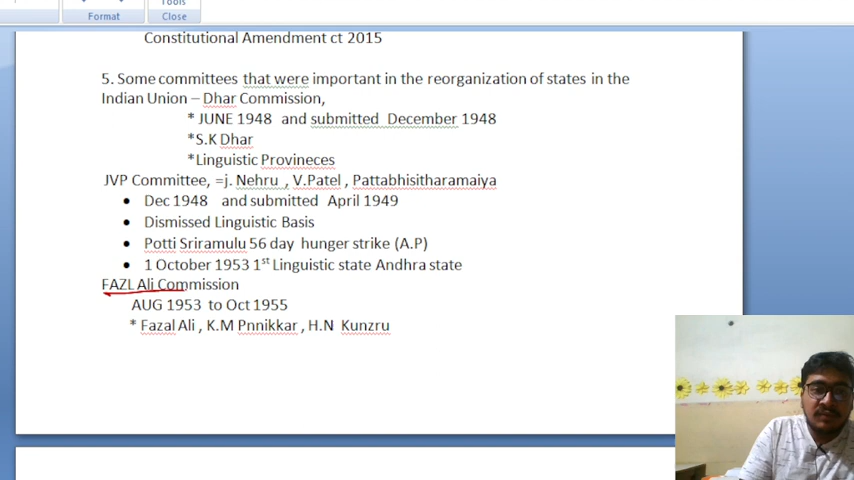 Tools
Format
Close
Constitutional Amendment ct 2015
5. Some committees that were important in the reorganization of states in the
Indian Union – Dhar Commission,
* JUNE 1948 and submitted December 1948
*S.K Dhar
*Linguistic Provineces
JVP Committee, =j. Nehru , V.Patel , Pattabhisitharamaiya
• Dec 1948 and submitted April 1949
• Dismissed Linguistic Basis
• Potti Sriramulu 56 day hunger strike (A.P)
• 1 October 1953 1st Linguistic state Andhra state
FAZL Ali Commission
AUG 1953 to Oct 1955
* Fazal Ali , K.M Pnnikkar , H.N Kunzru